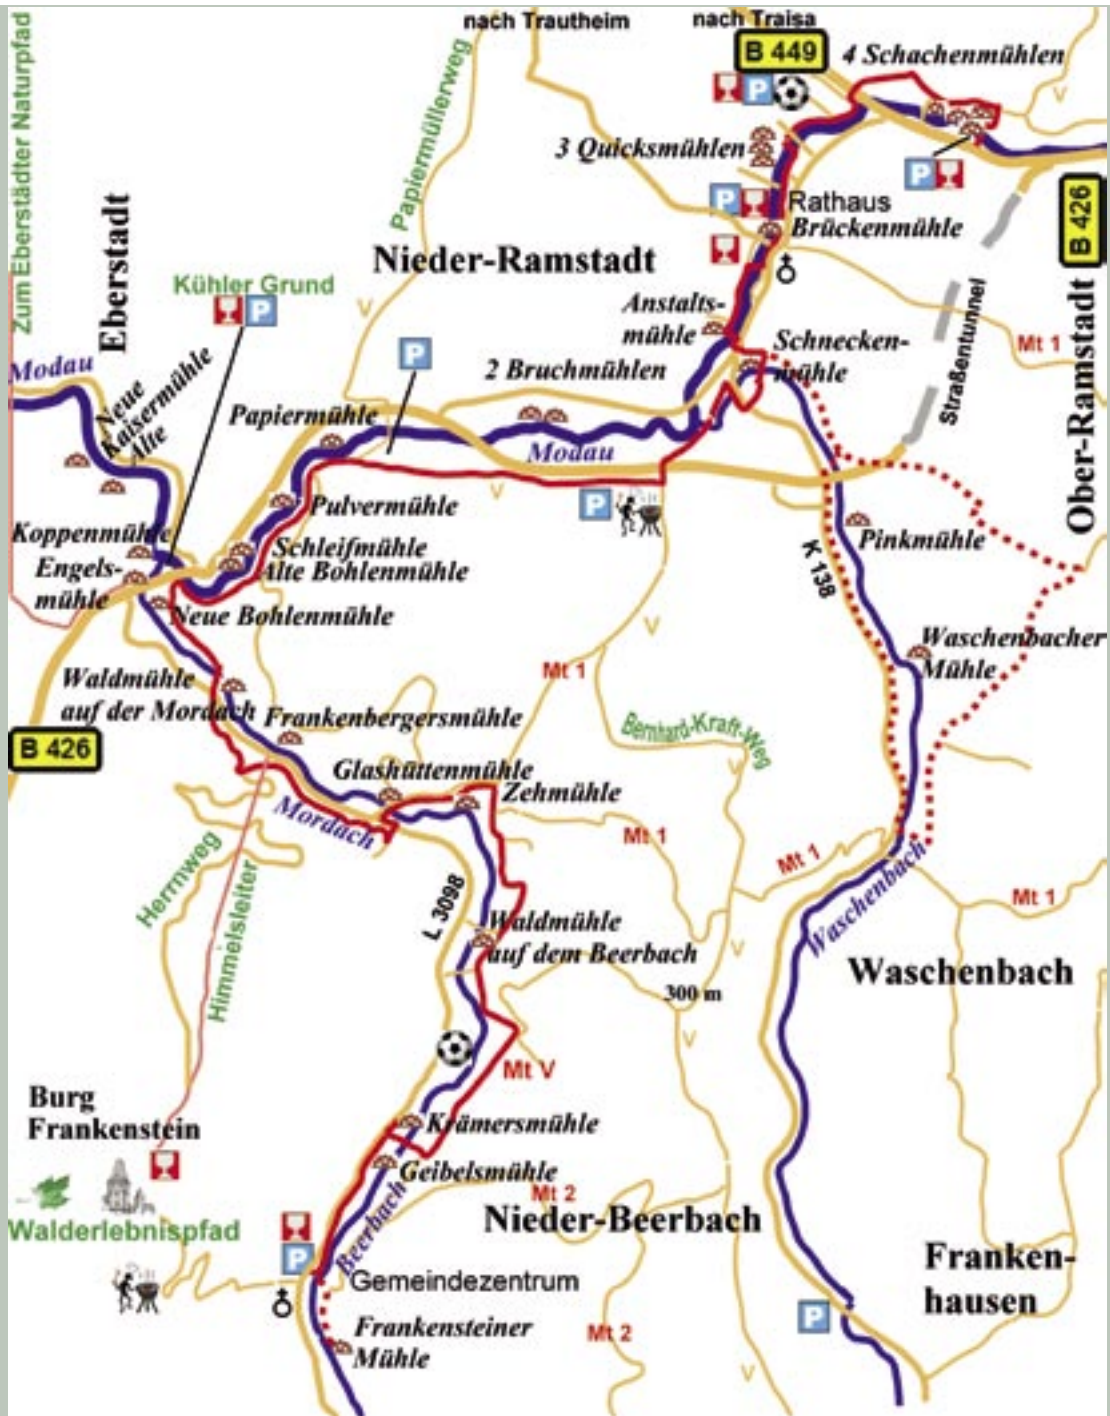 nach Trautheim
nach Traisa
B 449
4 Schachenmühlen
Zum Eberstädter Naturpfad
Papiermüllerweg
3 Quicksmühlen
P
P
P
Rathaus
Brückenmühle
B 426
Eberstadt
Nieder-Ramstadt
Kühler Grund
P
V
Anstalts-
mühle
Schnecken-
mühle
Mt 1
V
Straßentunnel
Ober-Ramstadt
P
Modau
2 Bruchmühlen
Neue
Kaisermühle
Alte
Papiermühle
Modau
V
P
Pulvermühle
Koppenmühle
Engels-
mühle
Schleifmühle
Alte Bohlenmühle
Neue Bohlenmühle
Pinkmühle
K 138
V
Waschenbacher
Mühle
Mt 1
Waldmühle
auf der Mordach
Frankenbergersmühle
Bernhard-Kraft-Weg
B 426
Glashüttenmühle
Zehmühle
Mordach
Mt 1
Mt 1
Mt 1
Herrnweg
Himmelsleiter
L 3098
Waschenbach
Waldmühle
auf dem Beerbach
V
300 m
Waschenbach
V
Mt V
Burg
Frankenstein
Krämersmühle
Geibelsmühle
Mt 2
Nieder-Beerbach
Walderlebnispfad
P
Beerbach
Gemeindezentrum
Franken-
hausen
P
Frankensteiner
Mühle
Mt 2
V